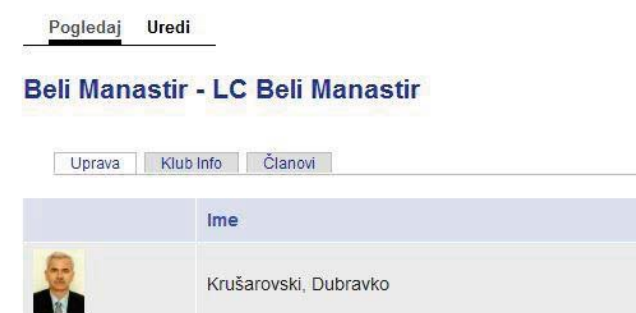 Pogledaj Uredi
Beli Manastir - LC Beli Manastir
Uprava Klub Info Članovi
Ime
Krušarovski, Dubravko